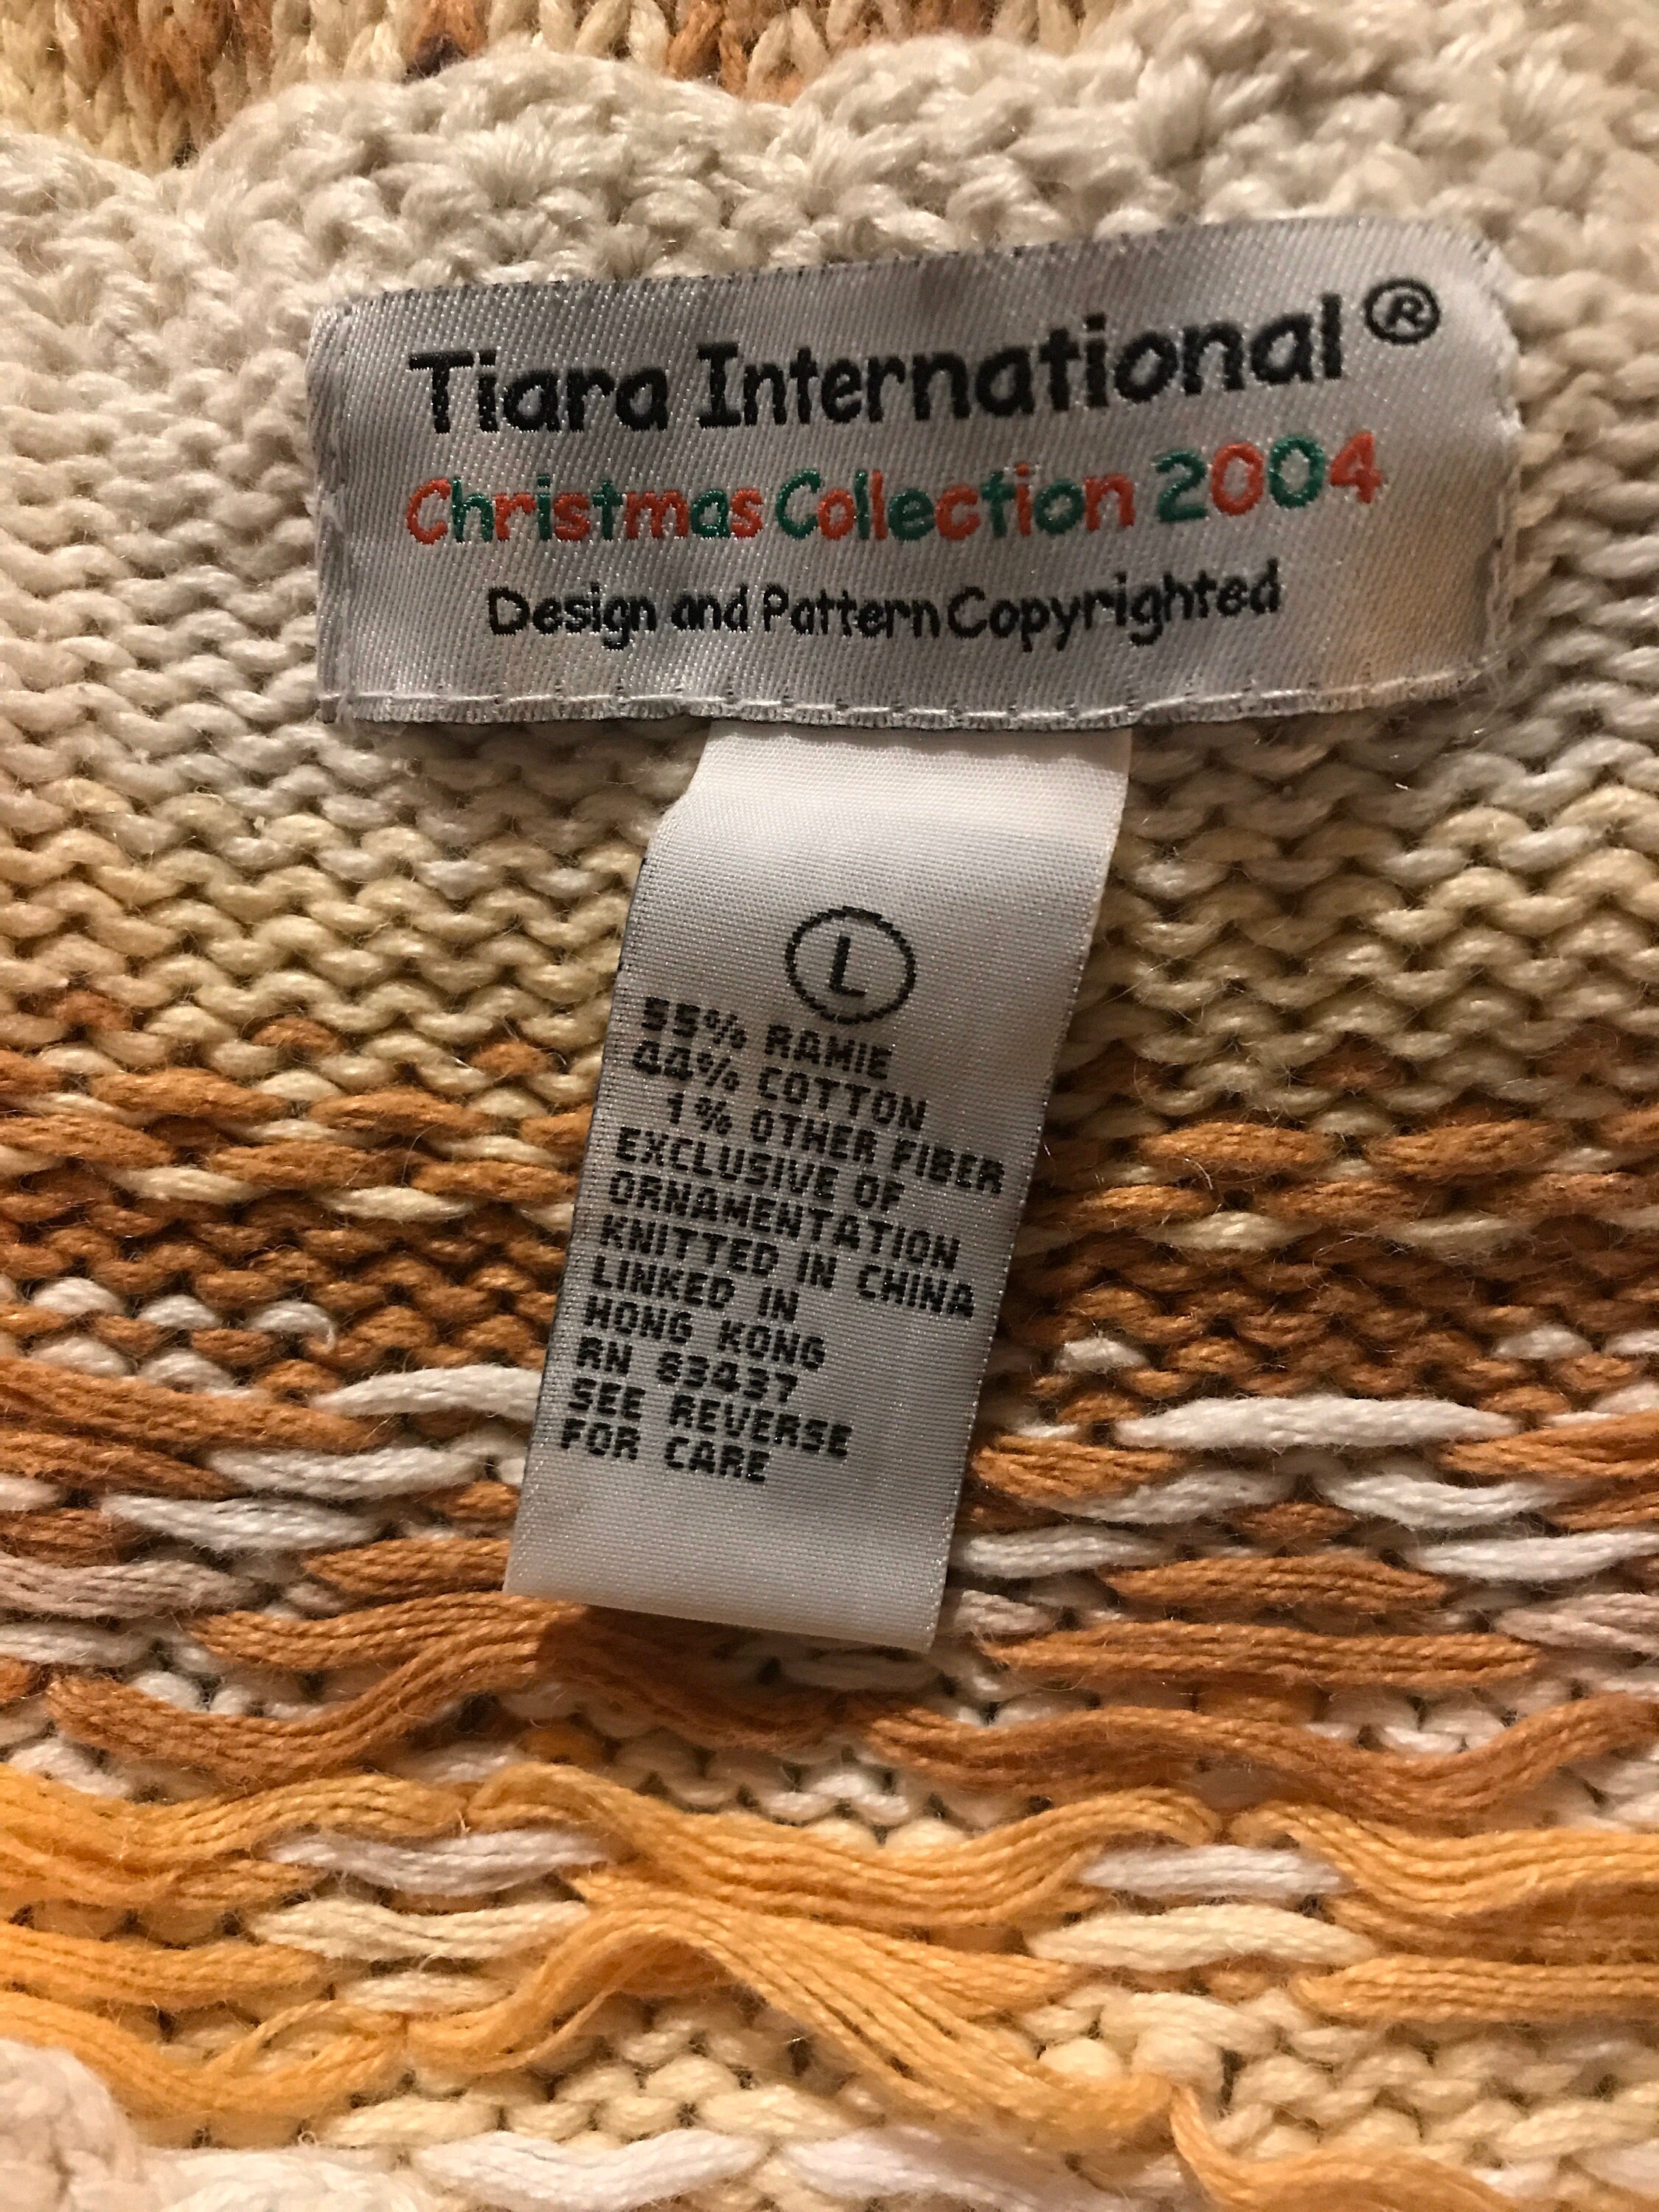 Tiara International ®
Christmas Collection 2004
Design and Pattern Copyrighted
L
55% RAMIE
44% COTTON
1% OTHER FIBER
EXCLUSIVE OF
ORNAMENTATION
KNITTED IN CHINA
LINKED IN
HONG KONG
RN 83437
SEE REVERSE
FOR CARE